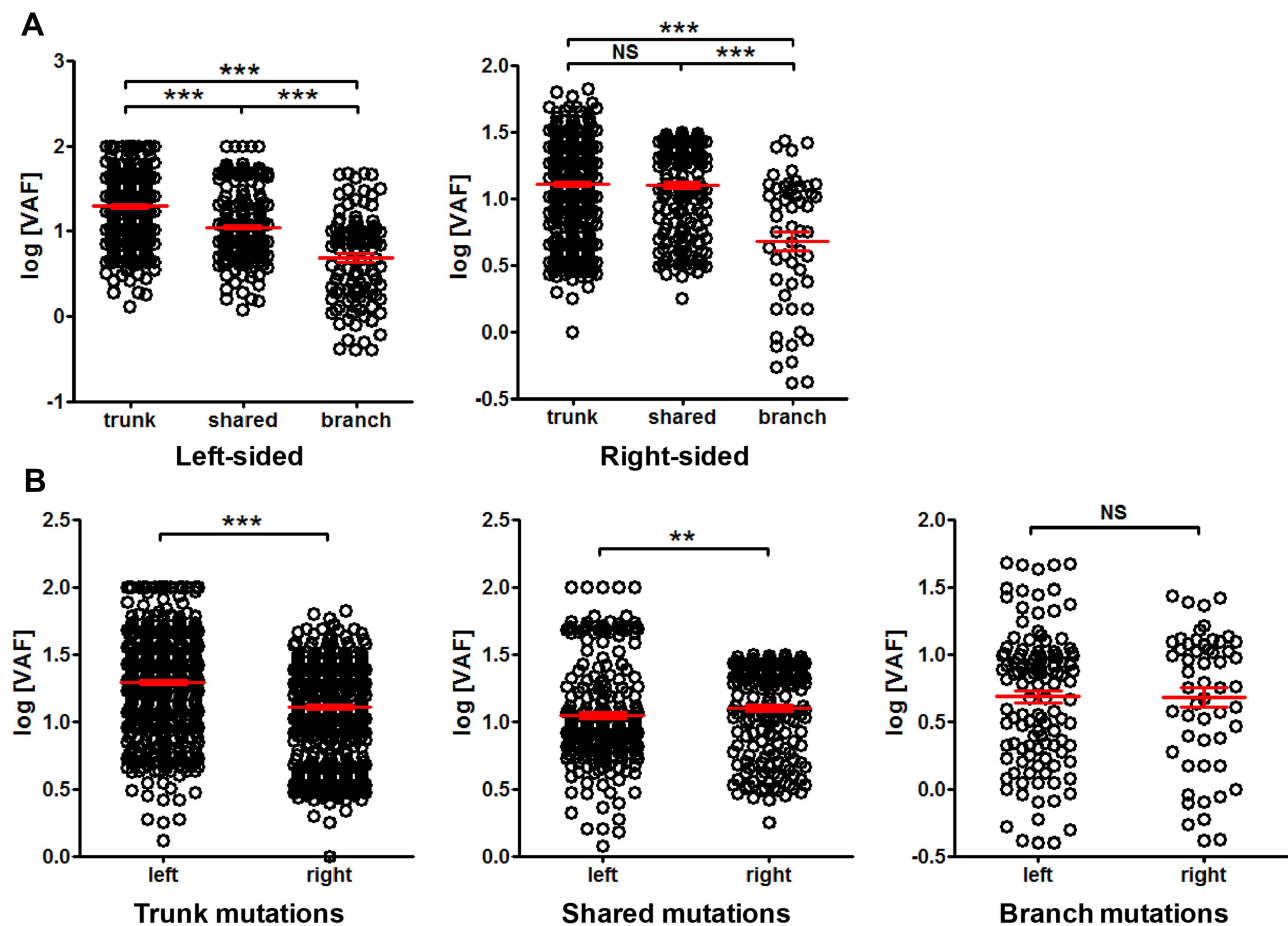 A
***
*** ***
log [VAF]
3
2
1
0
-1
trunk shared branch
Left-sided
***
NS ***
log [VAF]
2.0
1.5
1.0
0.5
0.0
-0.5
trunk shared branch
Right-sided
B
***
log [VAF]
2.5
2.0
1.5
1.0
0.5
0.0
left right
Trunk mutations
**
log [VAF]
2.5
2.0
1.5
1.0
0.5
0.0
left right
Shared mutations
NS
log [VAF]
2.0
1.5
1.0
0.5
0.0
-0.5
left right
Branch mutations